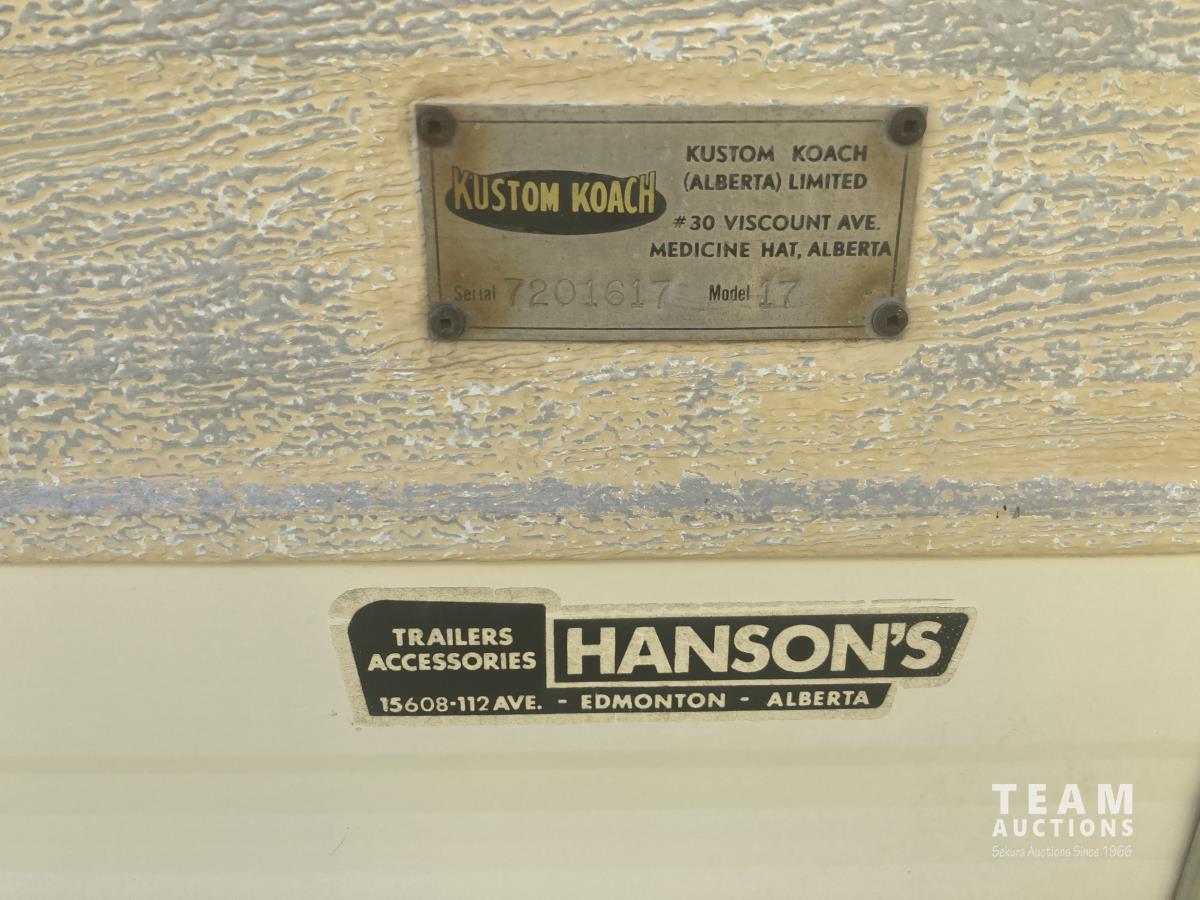 KUSTOM KOACH
KUSTOM KOACH
(ALBERTA) LIMITED
#30 VISCOUNT AVE.
MEDICINE HAT, ALBERTA
Serial 7201617 Model 17
TRAILERS
ACCESSORIES
HANSON'S
15608-112 AVE. - EDMONTON - ALBERTA
TEAM
AUCTIONS
Sekura Auctions Since 1966